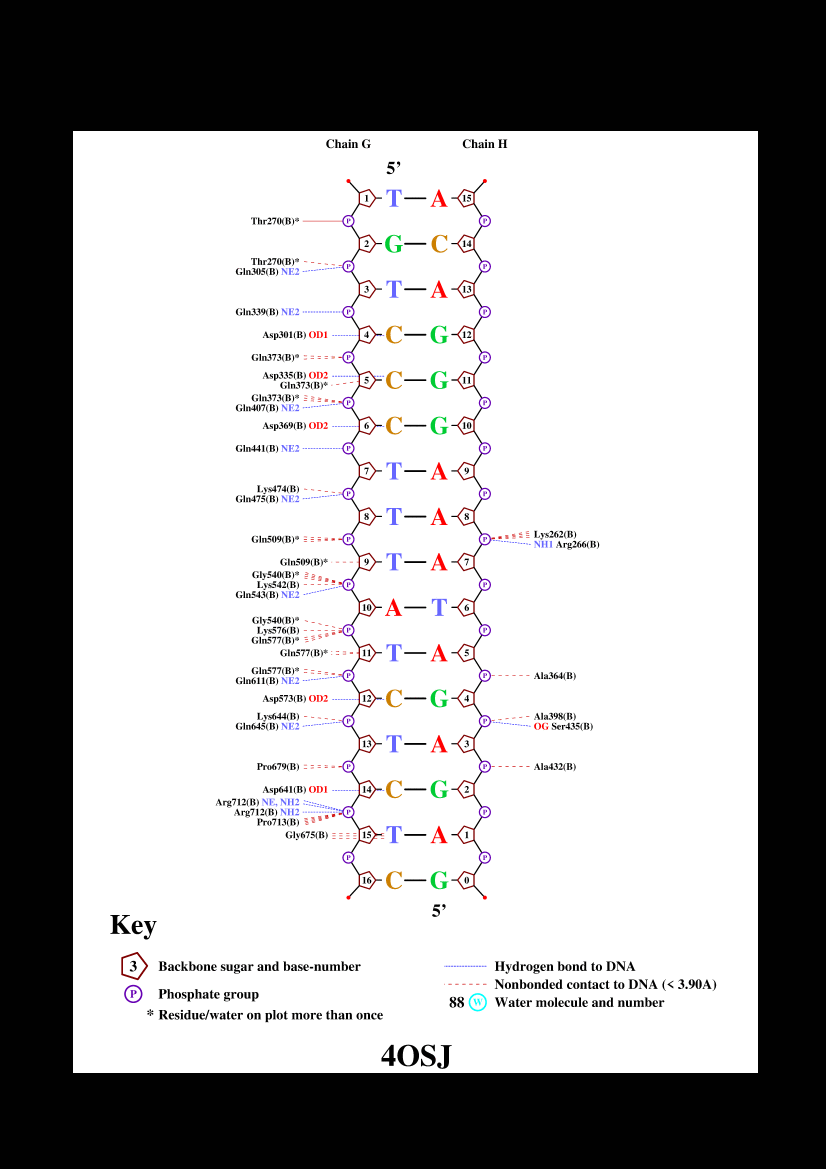 Chain G Chain H
5’
1 T A 15
P P
Thr270(B)*
2 G C 14
Thr270(B)* P P
Gln305(B) NE2
3 T A 13
Gln339(B) NE2 P P
Asp301(B) OD1 4 C G 12
Gln373(B)* P P
Asp335(B) OD2 5 C G 11
Gln373(B)*
Gln373(B)* P P
Gln407(B) NE2
Asp369(B) OD2 6 C G 10
Gln441(B) NE2 P P
7 T A 9
Lys474(B) P P
Gln475(B) NE2
8 T A 8
Gln509(B)* P P Lys262(B)
NH1 Arg266(B)
Gln509(B)* 9 T A 7
Gly540(B)*
Lys542(B) P P
Gln543(B) NE2
10 A T 6
Gly540(B)*
Lys576(B) P P
Gln577(B)*
Gln577(B)* 11 T A 5
Gln577(B)* P P Ala364(B)
Gln611(B) NE2
Asp573(B) OD2 12 C G 4
Lys644(B) P P Ala398(B)
Gln645(B) NE2 OG Ser435(B)
13 T A 3
Pro679(B) P P Ala432(B)
Asp641(B) OD1 14 C G 2
Arg712(B) NE, NH2
Arg712(B) NH2 P P
Pro713(B)
Gly675(B) 15 T A 1
P P
16 C G 0
5’
Key
3 Backbone sugar and base-number
Hydrogen bond to DNA
Nonbonded contact to DNA (< 3.90A)
P Phosphate group
88 W Water molecule and number
* Residue/water on plot more than once
4OSJ